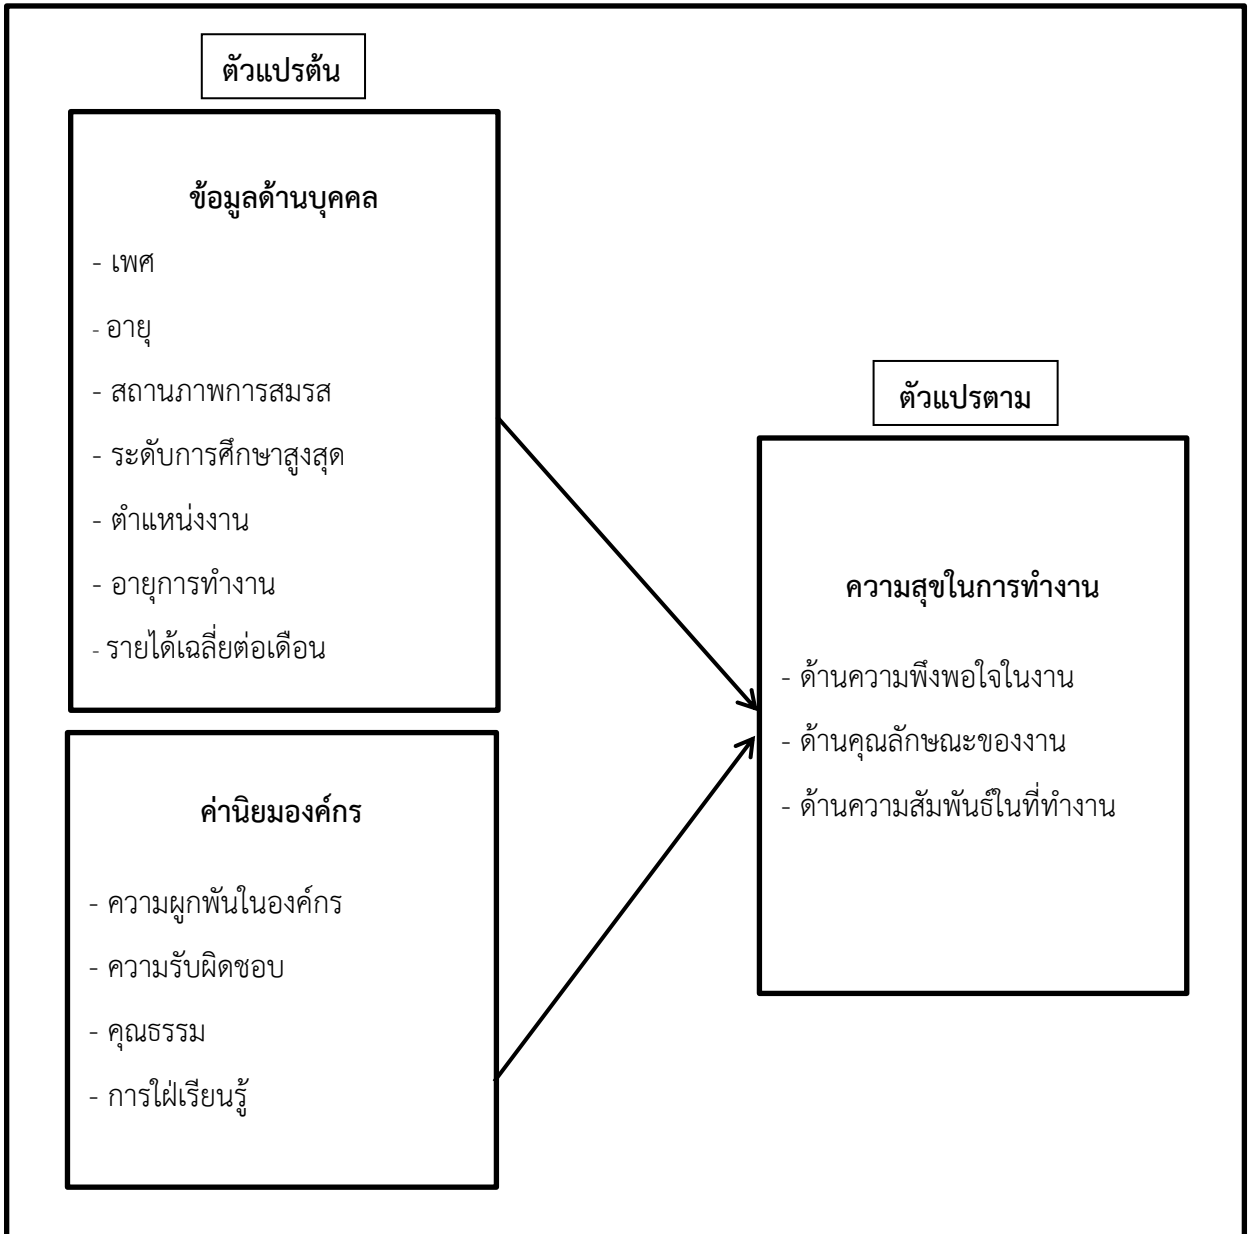 ตัวแปรต้น
ข้อมูลด้านบุคคล
- เพศ
- อายุ
- สถานภาพการสมรส
- ระดับการศึกษาสูงสุด
- ตำแหน่งงาน
- อายุการทำงาน
- รายได้เฉลี่ยต่อเดือน
ค่านิยมองค์กร
- ความผูกพันในองค์กร
- ความรับผิดชอบ
- คุณธรรม
- การใฝ่เรียนรู้
ตัวแปรตาม
ความสุขในการทำงาน
- ด้านความพึงพอใจในงาน
- ด้านคุณลักษณะของงาน
- ด้านความสัมพันธ์ในที่ทำงาน